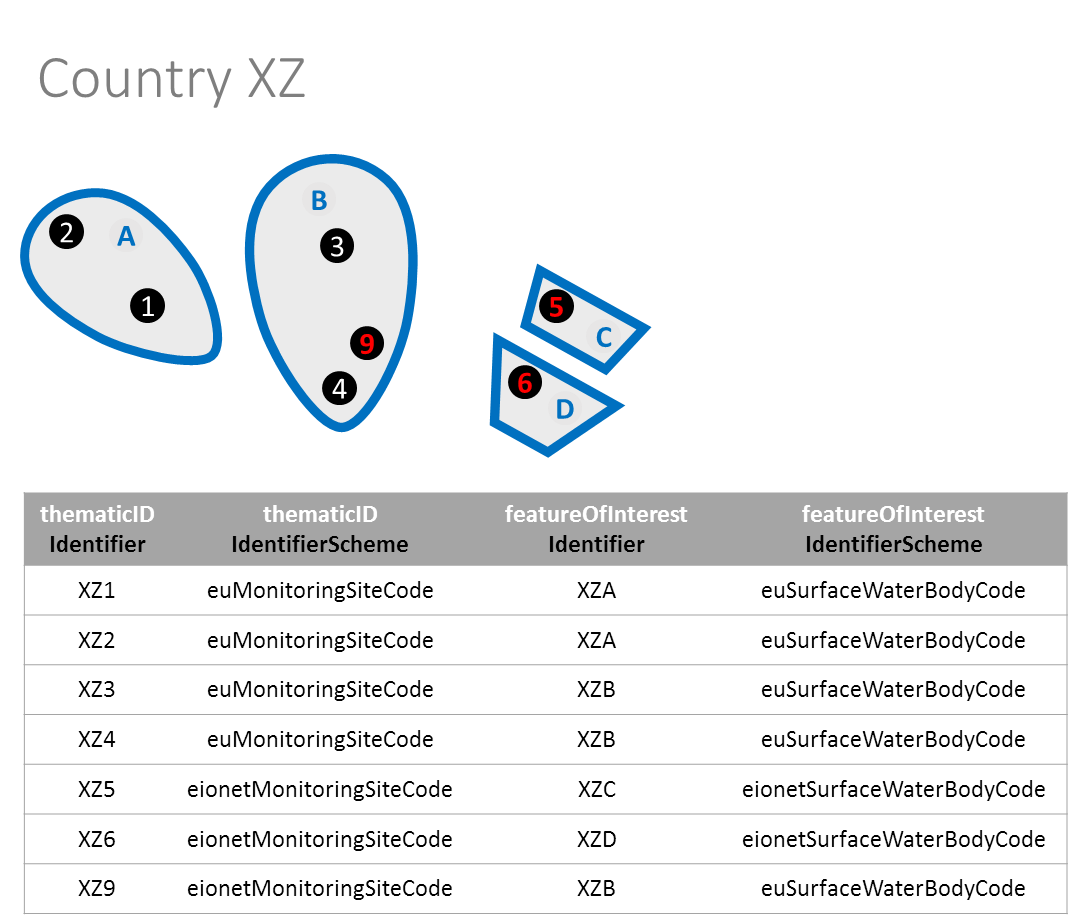 Country XZ
B
2
A
3
1
5
C
9
6
4
D
thematicID thematicID featureOfInterest featureOfInterest
Identifier IdentifierScheme Identifier IdentifierScheme
XZ1 euMonitoringSiteCode XZA euSurfaceWaterBodyCode
XZ2 euMonitoringSiteCode XZA euSurfaceWaterBodyCode
XZ3 euMonitoringSiteCode XZB euSurfaceWaterBodyCode
XZ4 euMonitoringSiteCode XZB euSurfaceWaterBodyCode
XZ5 eionetMonitoringSiteCode XZC eionetSurfaceWaterBodyCode
XZ6 eionetMonitoringSiteCode XZD eionetSurfaceWaterBodyCode
XZ9 eionetMonitoringSiteCode XZB euSurfaceWaterBodyCode